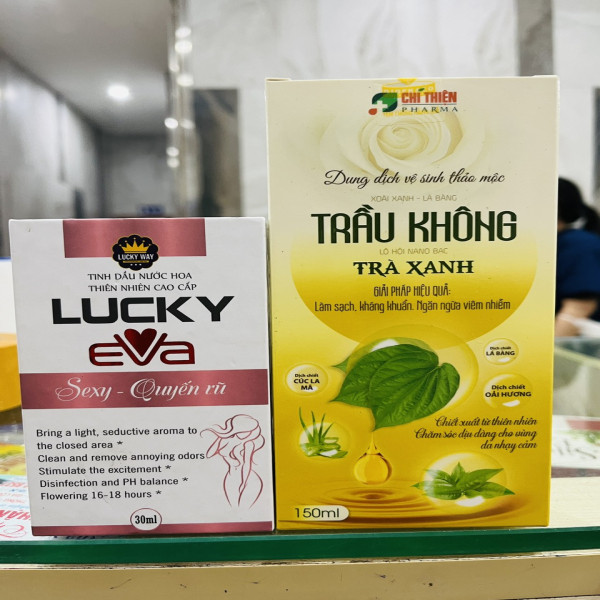 LUCKY WAY
TINH DẦU NƯỚC HOA
THIÊN NHIÊN CAO CẤP
LUCKY
eVa
Sexy - Quyến rũ
Bring a light, seductive aroma to
the closed area *
Clean and remove annoying odors
Stimulate the excitement *
Disinfection and PH balance *
Flowering 16-18 hours *
30ml
CHÍ THIÊN
PHARMA
Dung dịch vệ sinh thảo mộc
XOÀI XANH - LÁ BÀNG
TRẦU KHÔNG
LÔ HỘI NANO BẠC
TRÀ XANH
GIẢI PHÁP HIỆU QUẢ:
Làm sạch, kháng khuẩn. Ngăn ngừa viêm nhiễm
Dịch chiết
LÁ BÀNG
Dịch chiết
CÚC LA
MÃ
Dịch chiết
OẢI HƯƠNG
Chiết xuất từ thiên nhiên
Chăm sóc dịu dàng cho vùng
da nhạy cảm
150ml